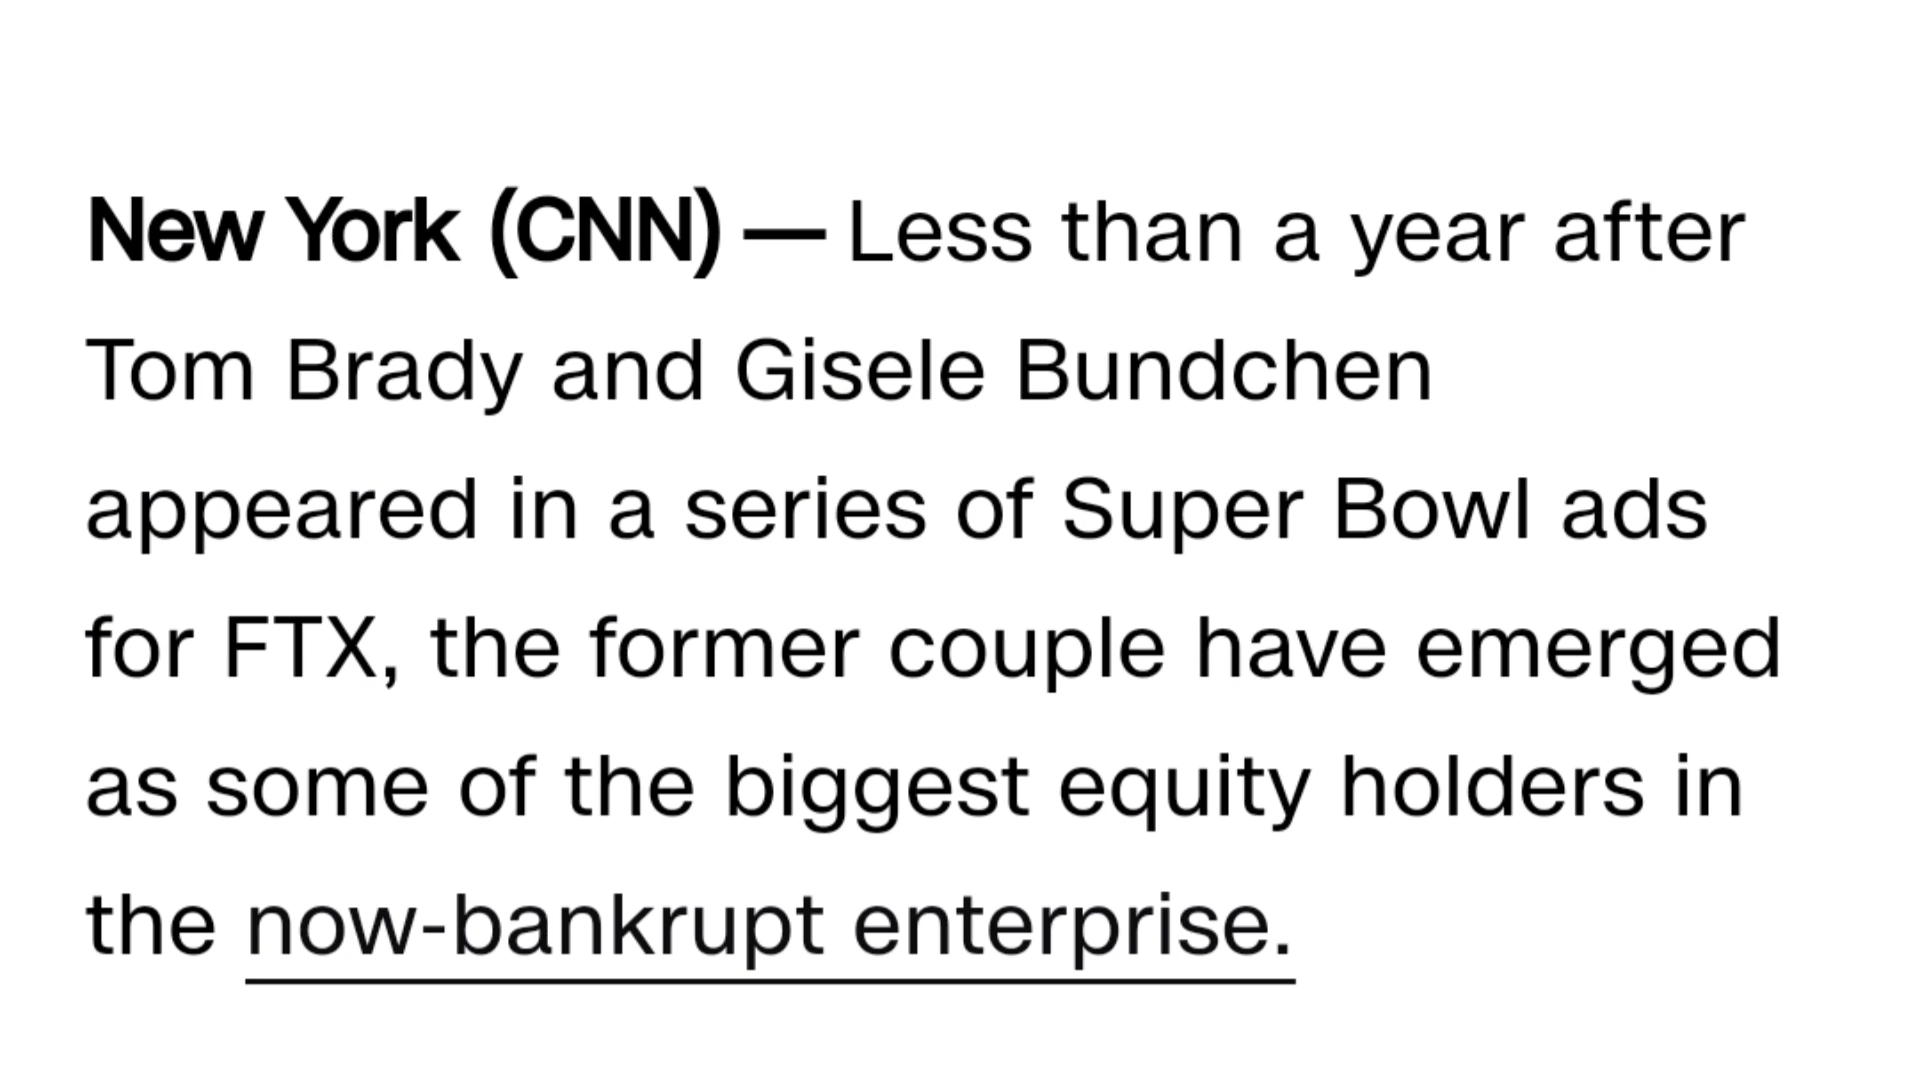 New York (CNN) — Less than a year after
Tom Brady and Gisele Bundchen
appeared in a series of Super Bowl ads
for FTX, the former couple have emerged
as some of the biggest equity holders in
the now-bankrupt enterprise.